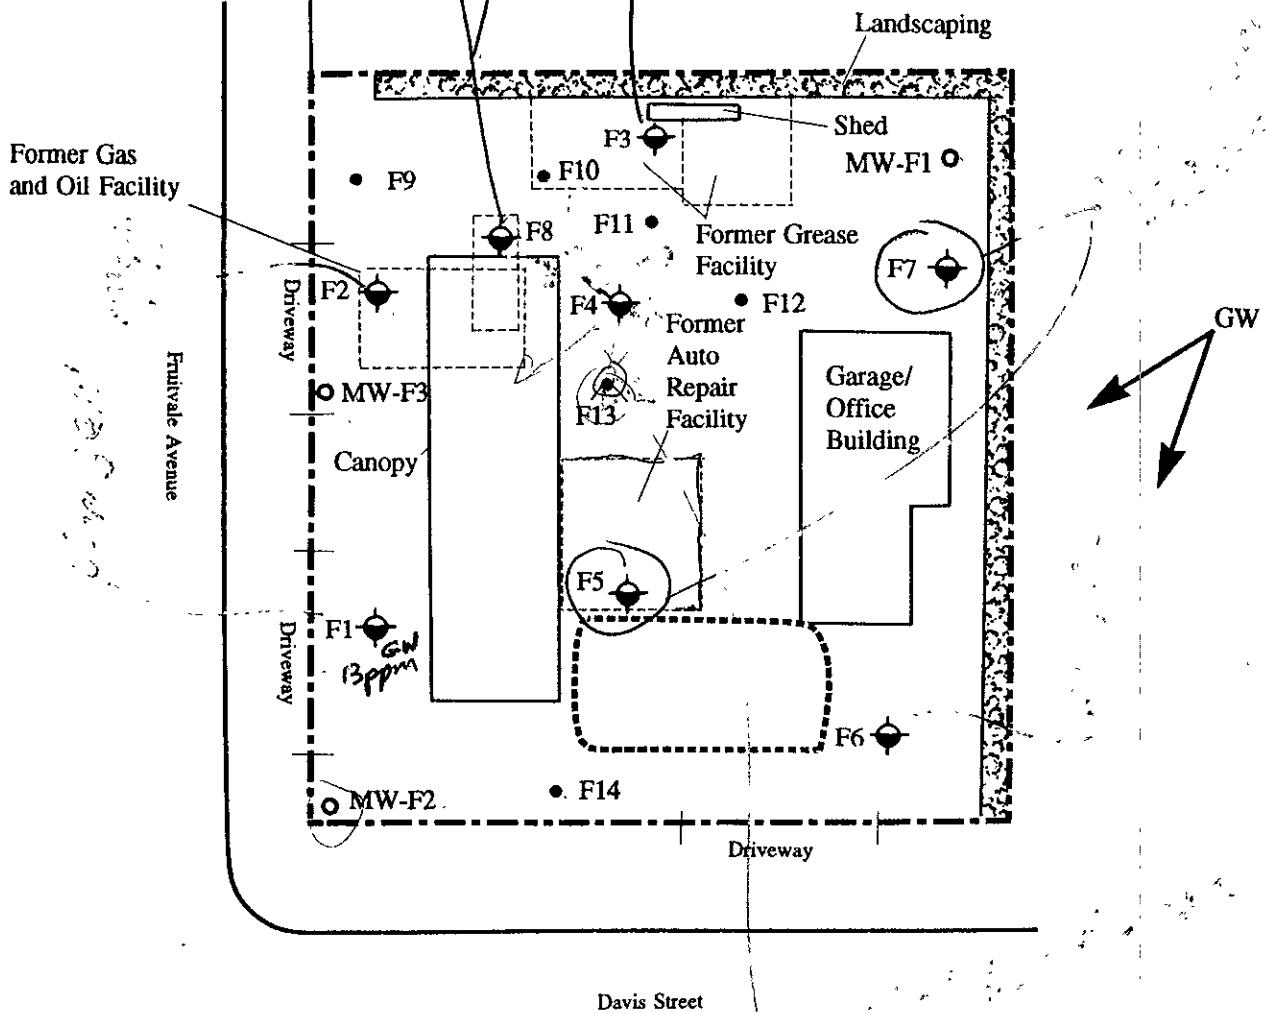 Landscaping
Shed
F3
MW-F1
Former Gas
and Oil Facility
F9
F10
F11
F8
Former Grease
Facility
F7
F2
Driveway
F4
F12
GW
Former
Auto
Repair
Facility
Fruitvale Avenue
MW-F3
F13
Garage/
Office
Building
Canopy
F5
F1
GW
13ppm
Driveway
F6
MW-F2
F14
Driveway
Davis Street